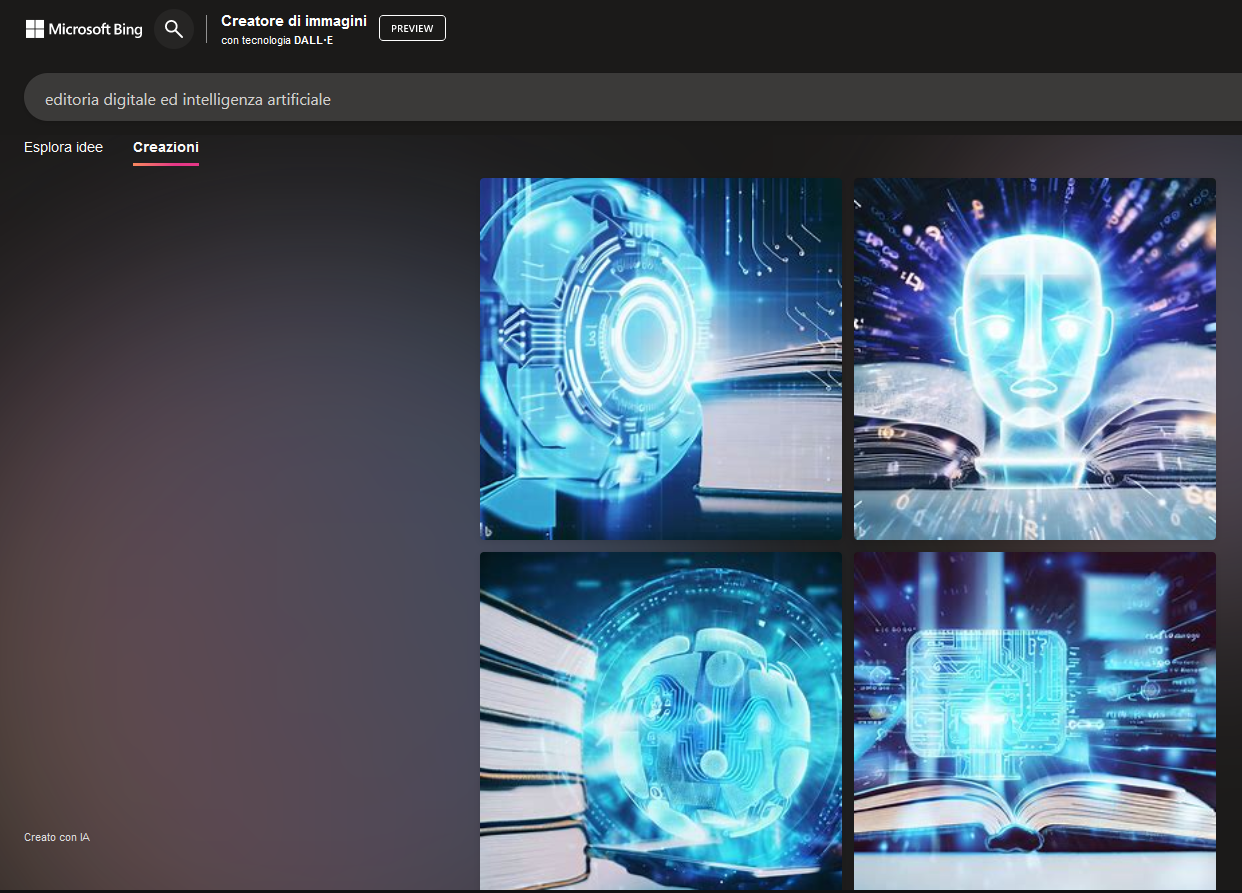 Microsoft Bing
Creatore di immagini
con tecnologia DALL·E
PREVIEW
editoria digitale ed intelligenza artificiale
Esplora idee
Creazioni
Creato con IA